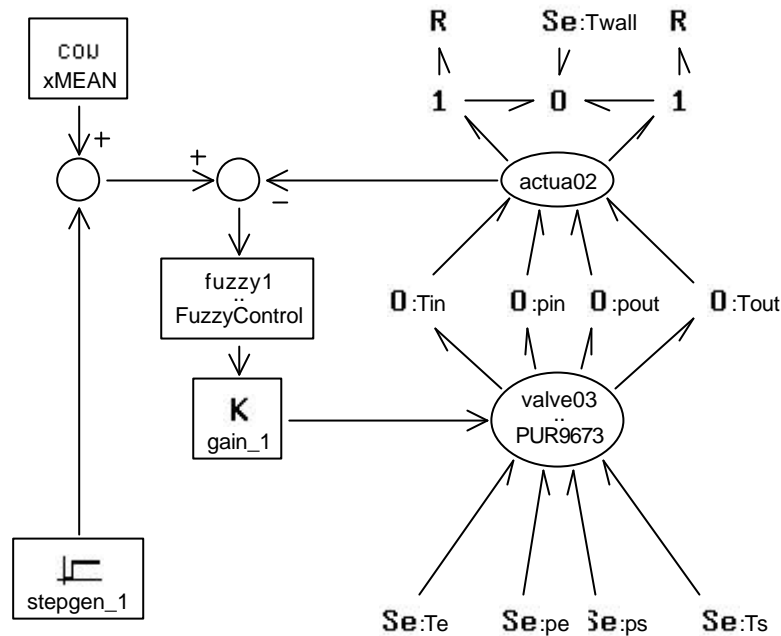 R Se:Twall R
con
xMEAN
1 0 1
+
+
actua02
−
fuzzy1
..
FuzzyControl
0:Tin 0:pin 0:pout 0:Tout
K
gain_1
valve03
..
PUR9673
stepgen_1
Se:Te Se:pe Se:ps Se:Ts